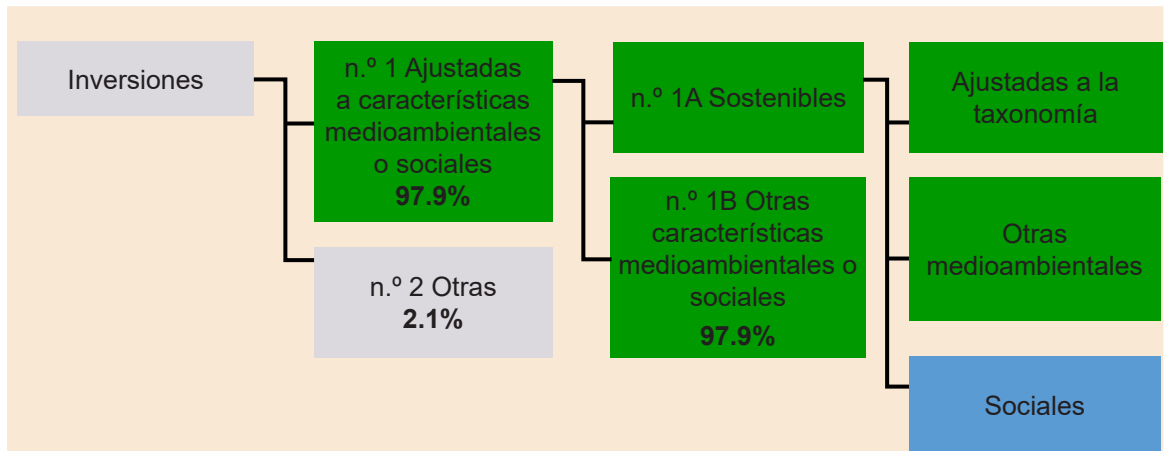 Inversiones
n.º 1 Ajustadas
a características
medioambientales
o sociales
97.9%
n.º 2 Otras
2.1%
n.º 1A Sostenibles
n.º 1B Otras
características
medioambientales o
sociales
97.9%
Ajustadas a la
taxonomía
Otras
medioambientales
Sociales